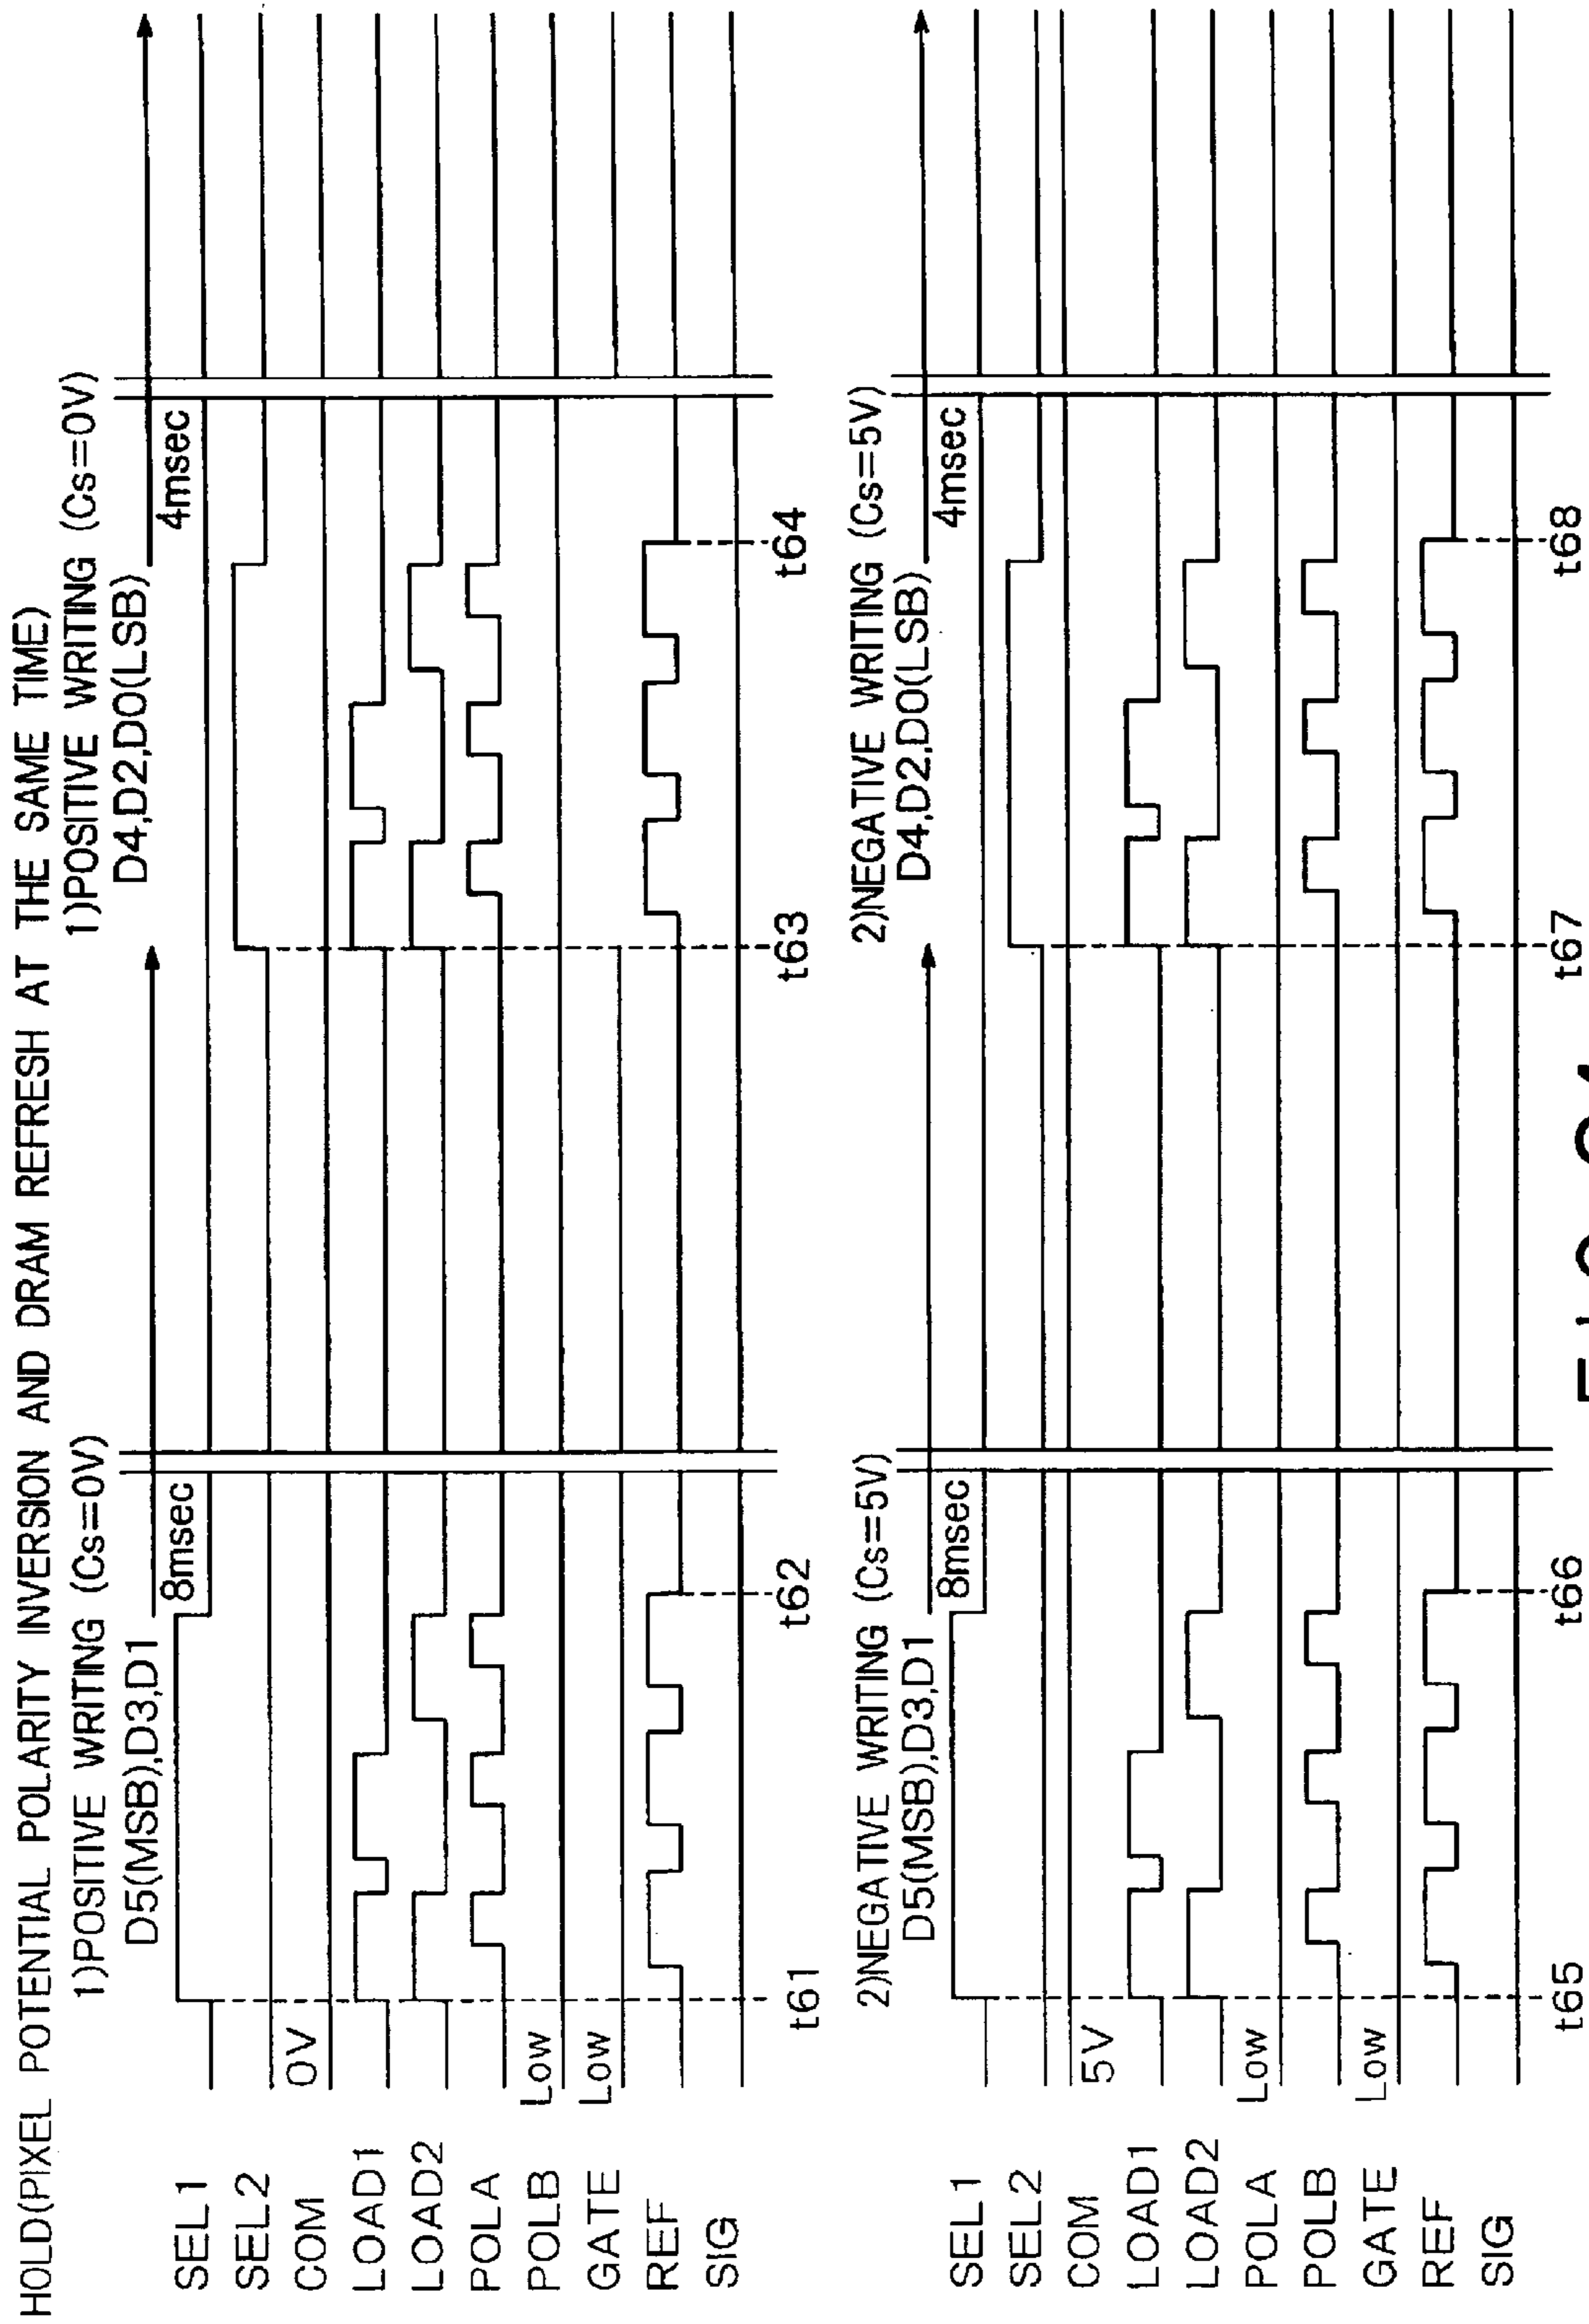 HOLD(PIXEL POTENTIAL POLARITY INVERSION AND DRAM REFRESH AT THE SAME TIME)
1)POSITIVE WRITING (Cs=0V)
D5(MSB),D3,D1
8msec
1)POSITIVE WRITING (Cs=0V)
D4,D2,D0(LSB)
4msec
SEL1
SEL2
COM
0V
LOAD1
LOAD2
POLA
POLB
Low
GATE
Low
REF
SIG
t61
t62
t63
t64
2)NEGATIVE WRITING (Cs=5V)
D5(MSB),D3,D1
8msec
2)NEGATIVE WRITING (Cs=5V)
D4,D2,D0(LSB)
4msec
SEL1
SEL2
COM
5V
LOAD1
LOAD2
POLA
Low
POLB
GATE
Low
REF
SIG
t65
t66
t67
t68